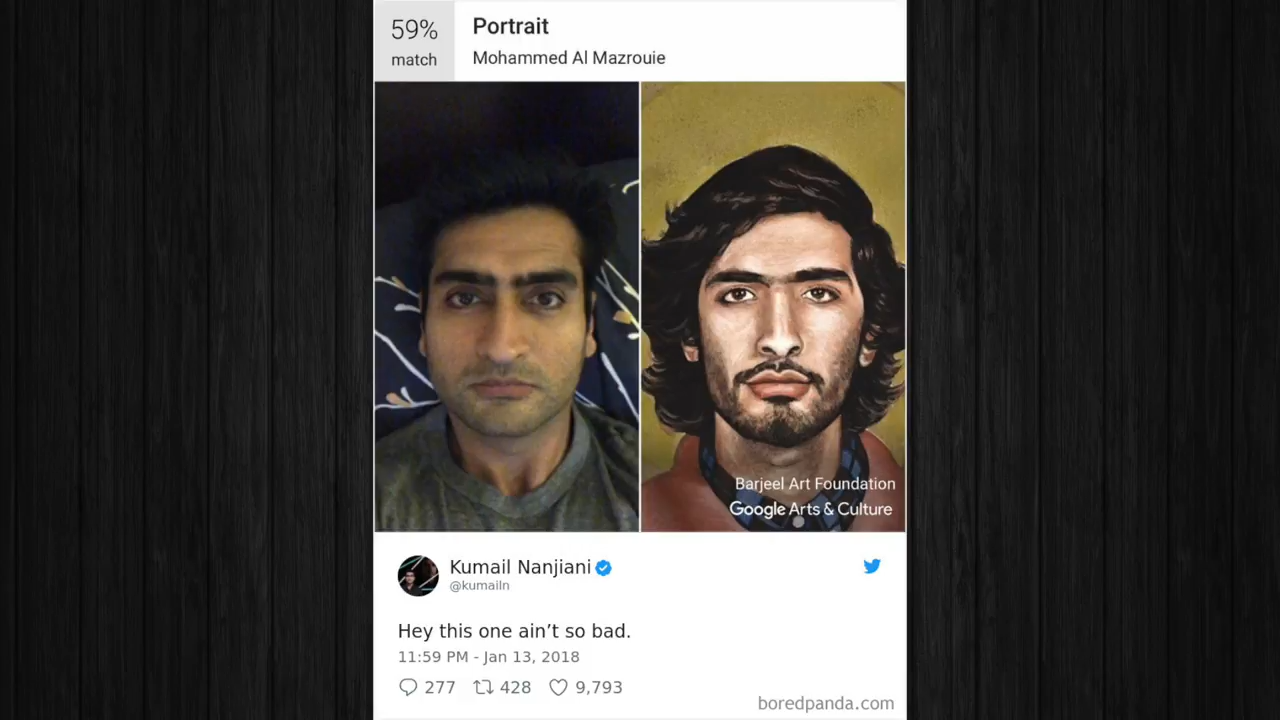 59%
match
Portrait
Mohammed Al Mazrouie
Barjeel Art Foundation
Google Arts & Culture
Kumail Nanjiani
@kumailn
Hey this one ain’t so bad.
11:59 PM - Jan 13, 2018
277 428 9,793
boredpanda.com